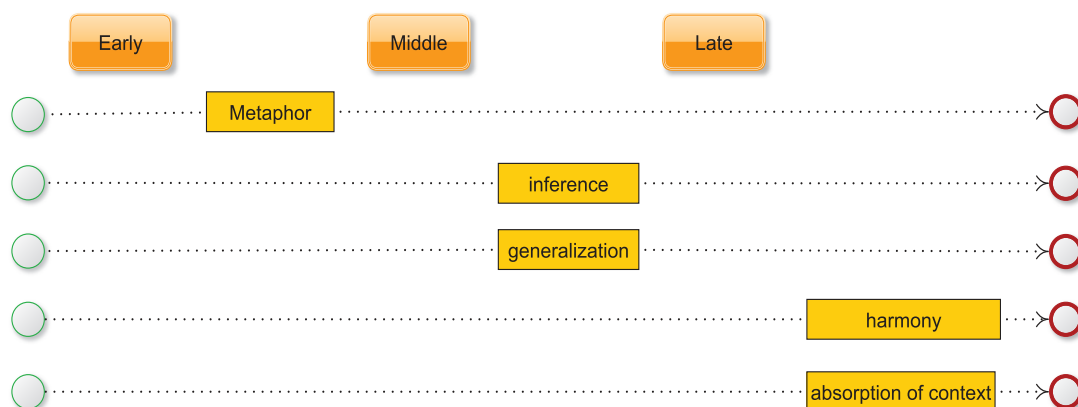 Early Middle Late
Metaphor
inference
generalization
harmony
absorption of context